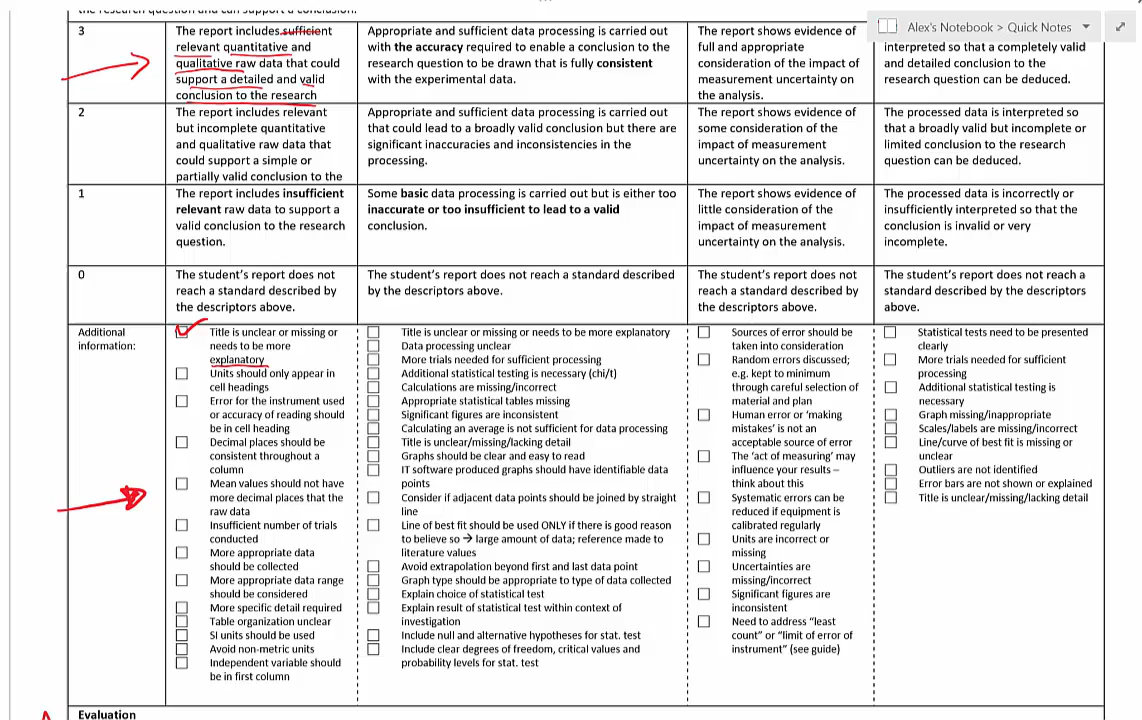 the research question and can support a conclusion.
Alex's Notebook > Quick Notes
3
The report includes sufficient
relevant quantitative and
qualitative raw data that could
support a detailed and valid
conclusion to the research
Appropriate and sufficient data processing is carried out
with the accuracy required to enable a conclusion to the
research question to be drawn that is fully consistent
with the experimental data.
The report shows evidence of
full and appropriate
consideration of the impact of
measurement uncertainty on
the analysis.
interpreted so that a completely valid
and detailed conclusion to the
research question can be deduced.
2
The report includes relevant
but incomplete quantitative
and qualitative raw data that
could support a simple or
partially valid conclusion to the
Appropriate and sufficient data processing is carried out
that could lead to a broadly valid conclusion but there are
significant inaccuracies and inconsistencies in the
processing.
The report shows evidence of
some consideration of the
impact of measurement
uncertainty on the analysis.
The processed data is interpreted so
that a broadly valid but incomplete or
limited conclusion to the research
question can be deduced.
1
The report includes insufficient
relevant raw data to support a
valid conclusion to the research
question.
Some basic data processing is carried out but is either too
inaccurate or too insufficient to lead to a valid
conclusion.
The report shows evidence of
little consideration of the
impact of measurement
uncertainty on the analysis.
The processed data is incorrectly or
insufficiently interpreted so that the
conclusion is invalid or very
incomplete.
0
The student's report does not
reach a standard described by
the descriptors above.
The student's report does not reach a standard described
by the descriptors above.
The student's report does not
reach a standard described by
the descriptors above.
The student's report does not reach a
standard described by the descriptors
above.
Additional
information:
Title is unclear or missing or
needs to be more
explanatory
Units should only appear in
cell headings
Error for the instrument used
or accuracy of reading should
be in cell heading
Decimal places should be
consistent throughout a
column
Mean values should not have
more decimal places that the
raw data
Insufficient number of trials
conducted
More appropriate data
should be collected
More appropriate data range
should be considered
More specific detail required
Table organization unclear
SI units should be used
Avoid non-metric units
Independent variable should
be in first column
Title is unclear or missing or needs to be more explanatory
Data processing unclear
More trials needed for sufficient processing
Additional statistical testing is necessary (chi/t)
Calculations are missing/incorrect
Appropriate statistical tables missing
Significant figures are inconsistent
Calculating an average is not sufficient for data processing
Title is unclear/missing/lacking detail
Graphs should be clear and easy to read
IT software produced graphs should have identifiable data
points
Consider if adjacent data points should be joined by straight
line
Line of best fit should be used ONLY if there is good reason
to believe so → large amount of data; reference made to
literature values
Avoid extrapolation beyond first and last data point
Graph type should be appropriate to type of data collected
Explain choice of statistical test
Explain result of statistical test within context of
investigation
Include null and alternative hypotheses for stat. test
Include clear degrees of freedom, critical values and
probability levels for stat. test
Sources of error should be
taken into consideration
Random errors discussed;
e.g. kept to minimum
through careful selection of
material and plan
Human error or 'making
mistakes' is not an
acceptable source of error
The 'act of measuring' may
influence your results –
think about this
Systematic errors can be
reduced if equipment is
calibrated regularly
Units are incorrect or
missing
Uncertainties are
missing/incorrect
Significant figures are
inconsistent
Need to address "least
count" or "limit of error of
instrument" (see guide)
Statistical tests need to be presented
clearly
More trials needed for sufficient
processing
Additional statistical testing is
necessary
Graph missing/inappropriate
Scales/labels are missing/incorrect
Line/curve of best fit is missing or
unclear
Outliers are not identified
Error bars are not shown or explained
Title is unclear/missing/lacking detail
Evaluation